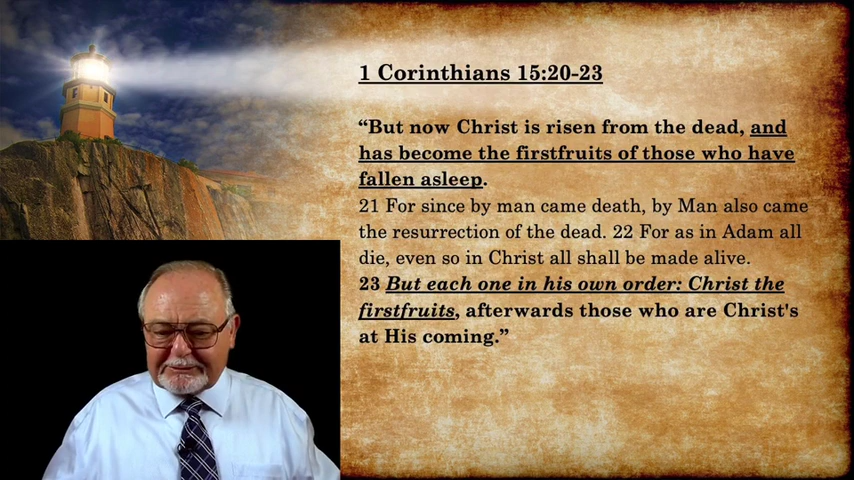 1 Corinthians 15:20-23
“But now Christ is risen from the dead, and
has become the firstfruits of those who have
fallen asleep.
21 For since by man came death, by Man also came
the resurrection of the dead. 22 For as in Adam all
die, even so in Christ all shall be made alive.
23 But each one in his own order: Christ the
firstfruits, afterwards those who are Christ's
at His coming.”